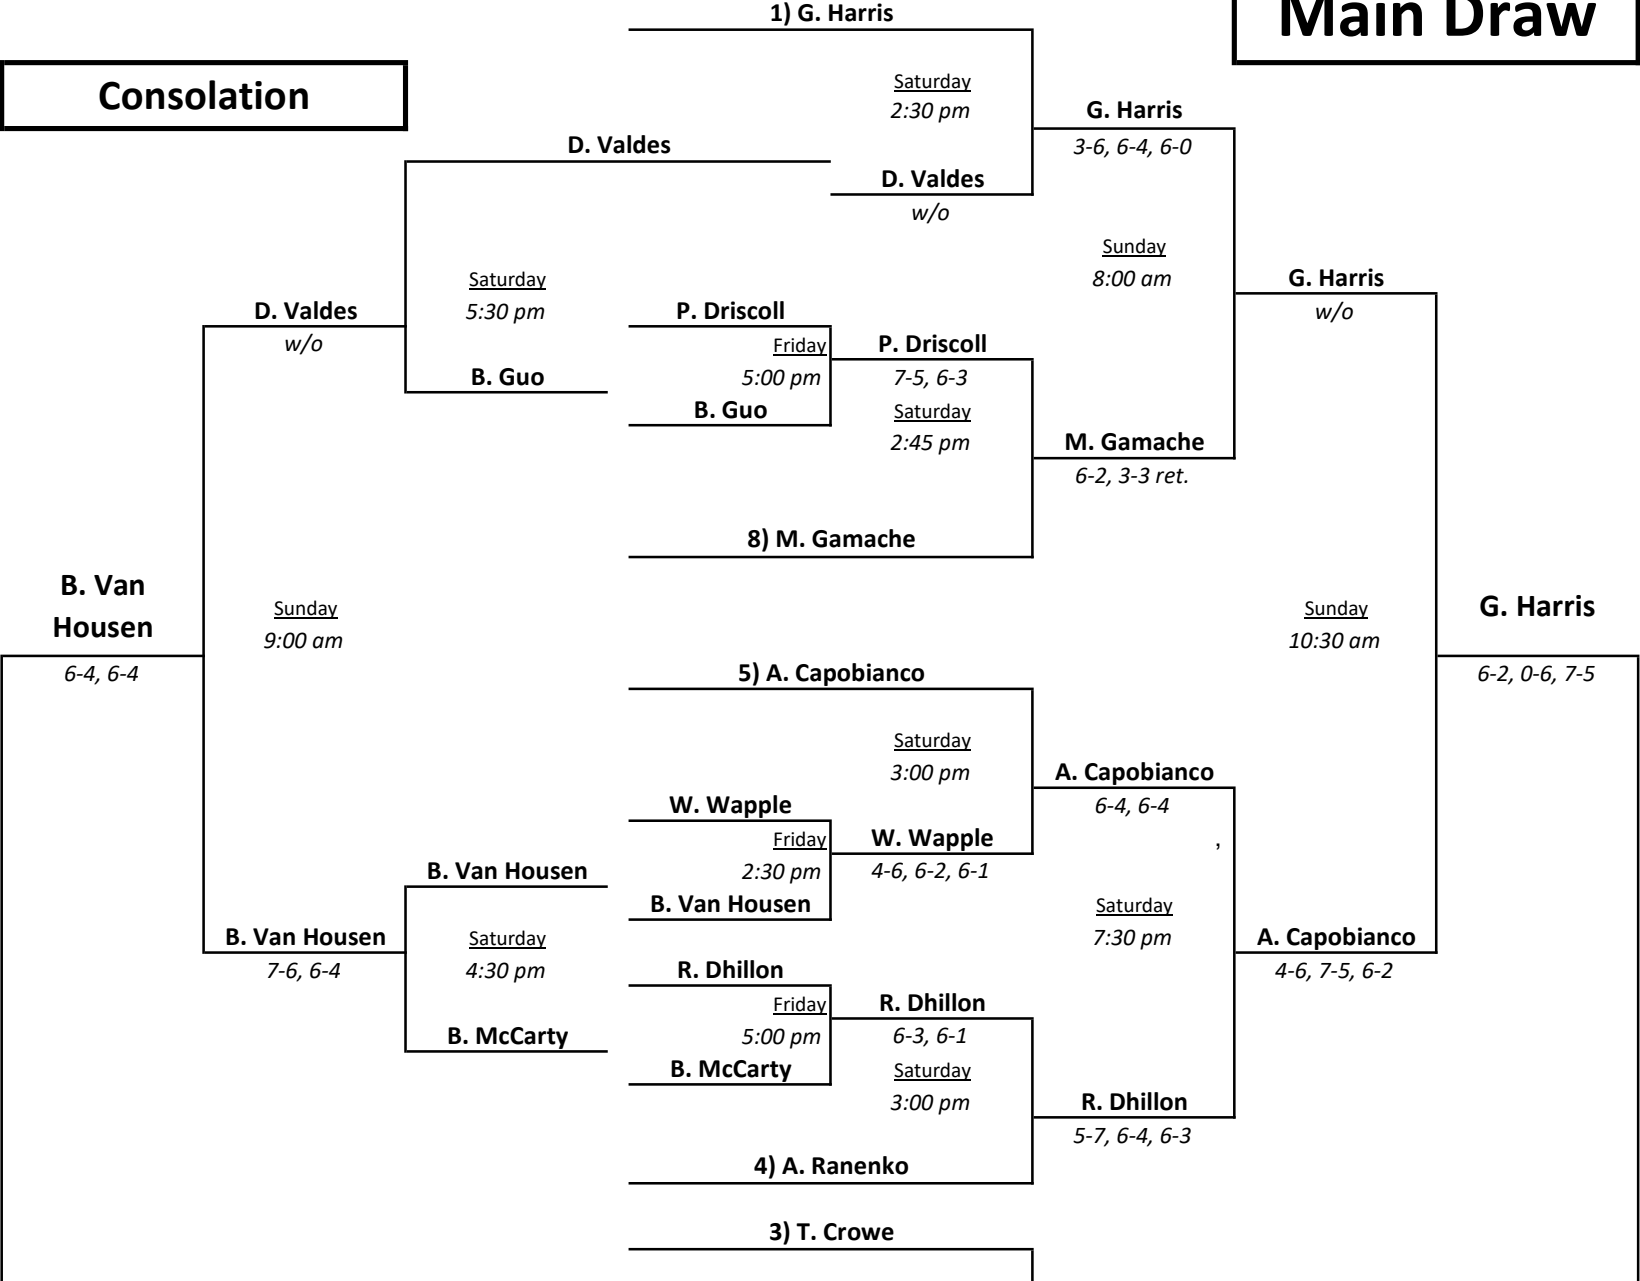 1) G. Harris
Main Draw
Consolation
Saturday
2:30 pm
G. Harris
3-6, 6-4, 6-0
D. Valdes
D. Valdes
w/o
Sunday
8:00 am
G. Harris
w/o
Saturday
5:30 pm
D. Valdes
w/o
P. Driscoll
Friday
5:00 pm
P. Driscoll
7-5, 6-3
B. Guo
B. Guo
Saturday
2:45 pm
M. Gamache
6-2, 3-3 ret.
8) M. Gamache
B. Van
Housen
6-4, 6-4
Sunday
9:00 am
Sunday
10:30 am
G. Harris
6-2, 0-6, 7-5
5) A. Capobianco
Saturday
3:00 pm
A. Capobianco
6-4, 6-4
,
W. Wapple
Friday
2:30 pm
W. Wapple
4-6, 6-2, 6-1
B. Van Housen
B. Van Housen
Saturday
7:30 pm
B. Van Housen
7-6, 6-4
Saturday
4:30 pm
A. Capobianco
4-6, 7-5, 6-2
R. Dhillon
Friday
5:00 pm
R. Dhillon
6-3, 6-1
B. McCarty
B. McCarty
Saturday
3:00 pm
R. Dhillon
5-7, 6-4, 6-3
4) A. Ranenko
3) T. Crowe